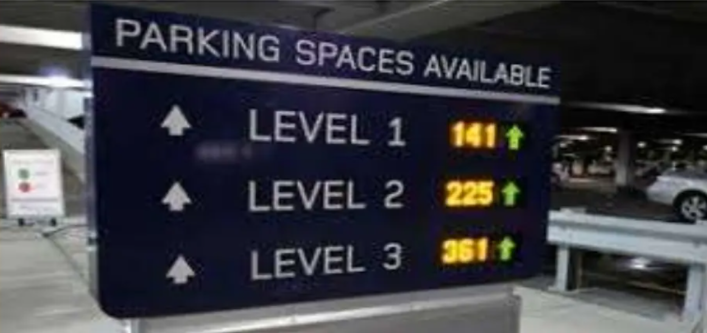 PARKING SPACES AVAILABLE
LEVEL 1 141
LEVEL 2 225
LEVEL 3 361